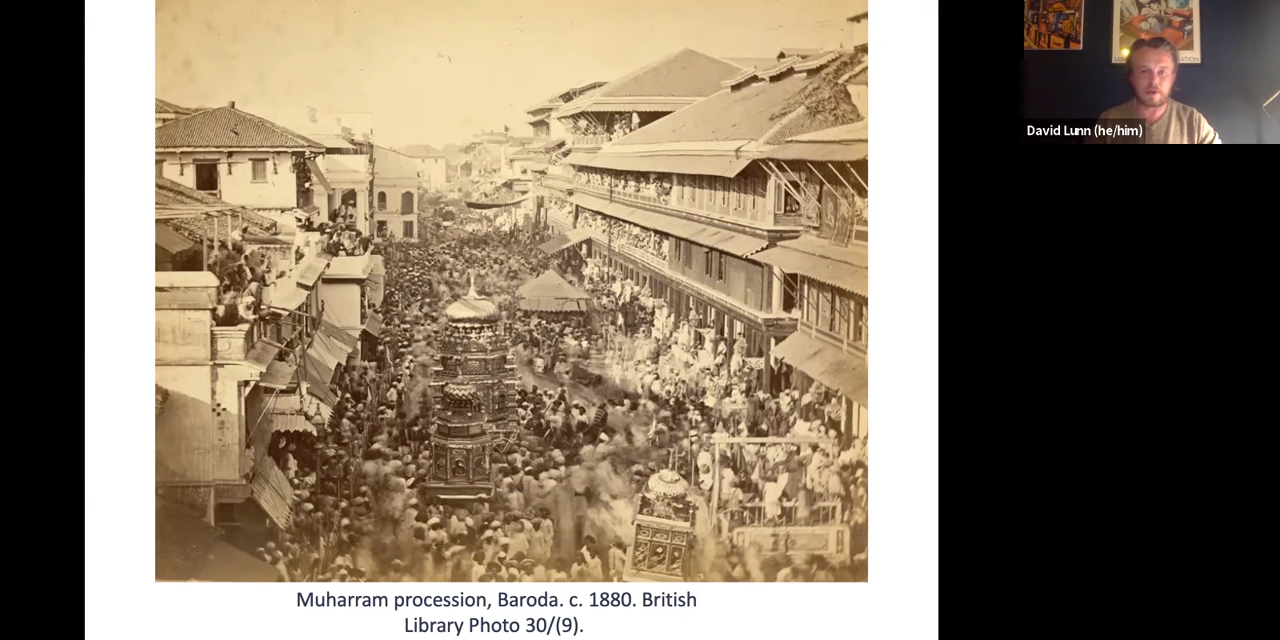 Muharram procession, Baroda. c. 1880. British
Library Photo 30/(9).
David Lunn (he/him)